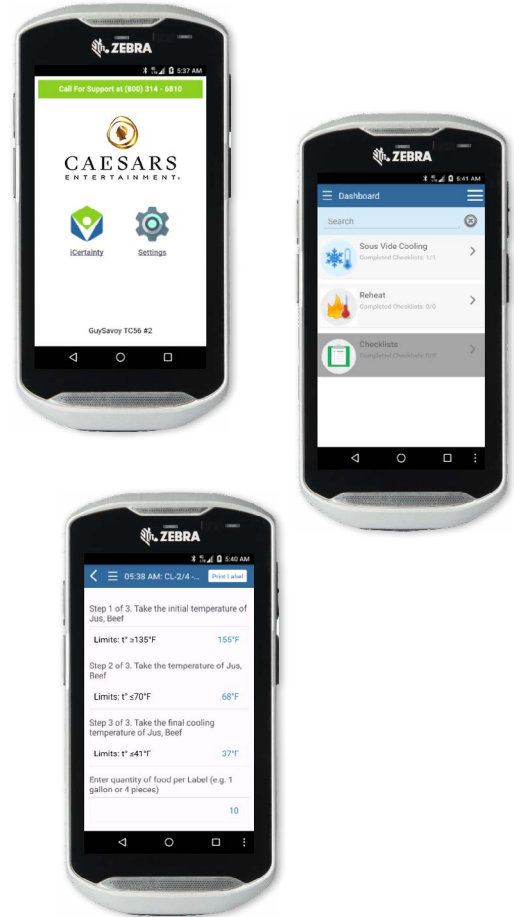 ZEBRA
5:37 AM
Call For Support at (800) 314 - 6810
CAESARS
ENTERTAINMENT.
iCertainty
Settings
GuySavoy TC56 #2
ZEBRA
5:41 AM
Dashboard
Search
Sous Vide Cooling
Completed Checklists: 1/1
Reheat
Completed Checklists: 0/0
Checklists
Completed Checklists: 0/0
ZEBRA
5:40 AM
05:38 AM: CL-2/4 -...
Print Label
Step 1 of 3. Take the initial temperature of
Jus, Beef
Limits: t° ≥135°F 155°F
Step 2 of 3. Take the temperature of Jus,
Beef
Limits: t° ≤70°F 68°F
Step 3 of 3. Take the final cooling
temperature of Jus, Beef
Limits: t° ≤41°F 37°F
Enter quantity of food per Label (e.g. 1
gallon or 4 pieces)
10